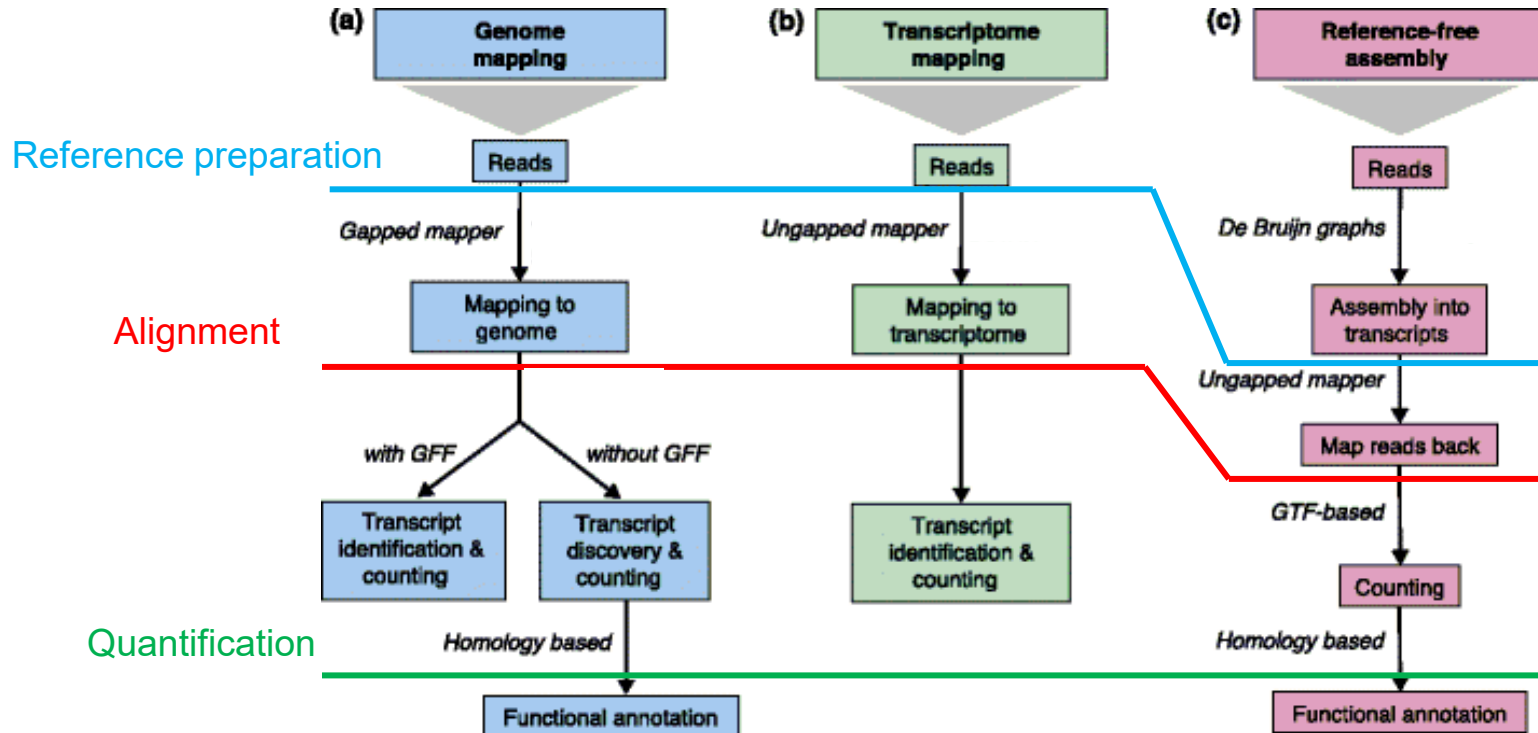 (a)
Genome
mapping
(b)
Transcriptome
mapping
(c)
Reference-free
assembly
Reference preparation
Reads
Reads
Reads
Gapped mapper
Ungapped mapper
De Bruijn graphs
Alignment
Mapping to
genome
Mapping to
transcriptome
Assembly into
transcripts
Ungapped mapper
with GFF
without GFF
Map reads back
GTF-based
Transcript
identification &
counting
Transcript
discovery &
counting
Transcript
identification &
counting
Counting
Quantification
Homology based
Homology based
Functional annotation
Functional annotation